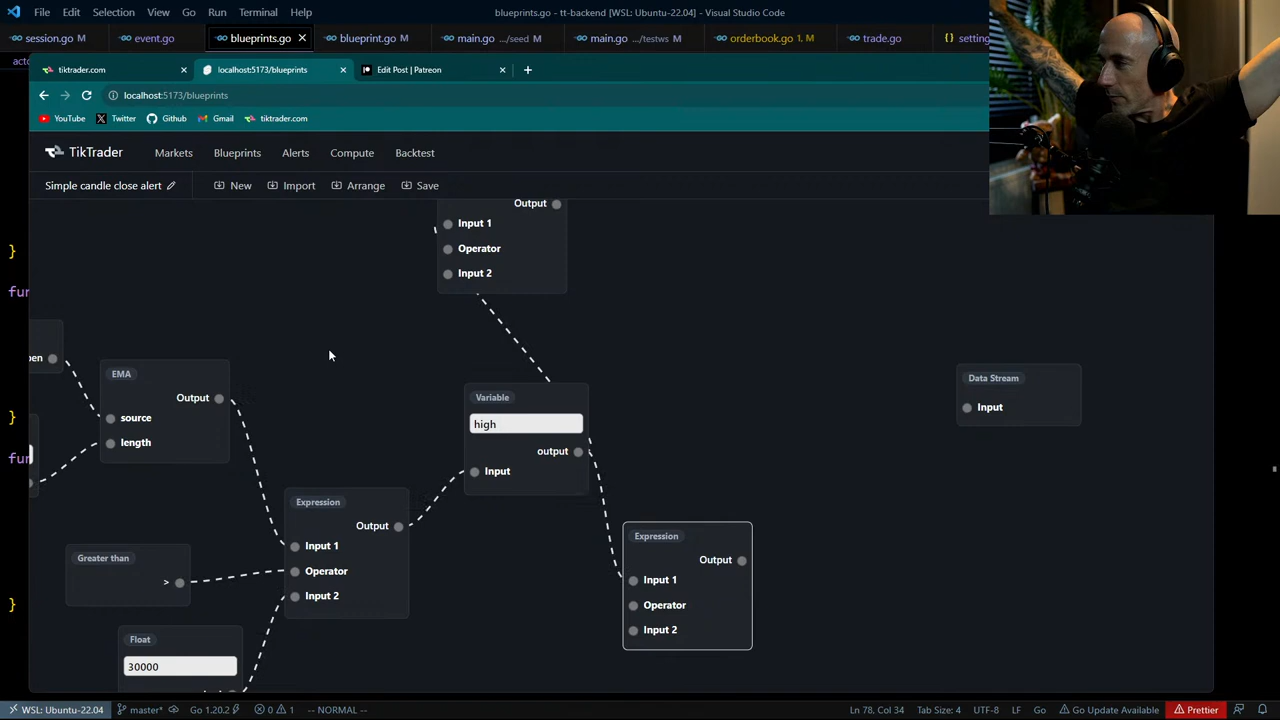 File Edit Selection View Go Run Terminal Help
blueprints.go - tt-backend [WSL: Ubuntu-22.04] - Visual Studio Code
session.go M event.go blueprints.go blueprint.go M main.go .../seed M main.go .../testws M orderbook.go 1, M trade.go
tiktrader.com localhost:5173/blueprints Edit Post | Patreon
localhost:5173/blueprints
YouTube Twitter Github Gmail tiktrader.com
TikTrader Markets Blueprints Alerts Compute Backtest
Simple candle close alert New Import Arrange Save
Output
Input 1
Operator
Input 2
}
EMA
Output
source
length
Variable
high
output
Input
Data Stream
Input
}
Expression
Output
Input 1
Operator
Input 2
Greater than
>
Expression
Output
Input 1
Operator
Input 2
}
Float
30000
WSL: Ubuntu-22.04 master* Go 1.20.2 0 1 -- NORMAL -- Ln 78, Col 34 Tab Size: 4 UTF-8 LF Go Go Update Available Prettier